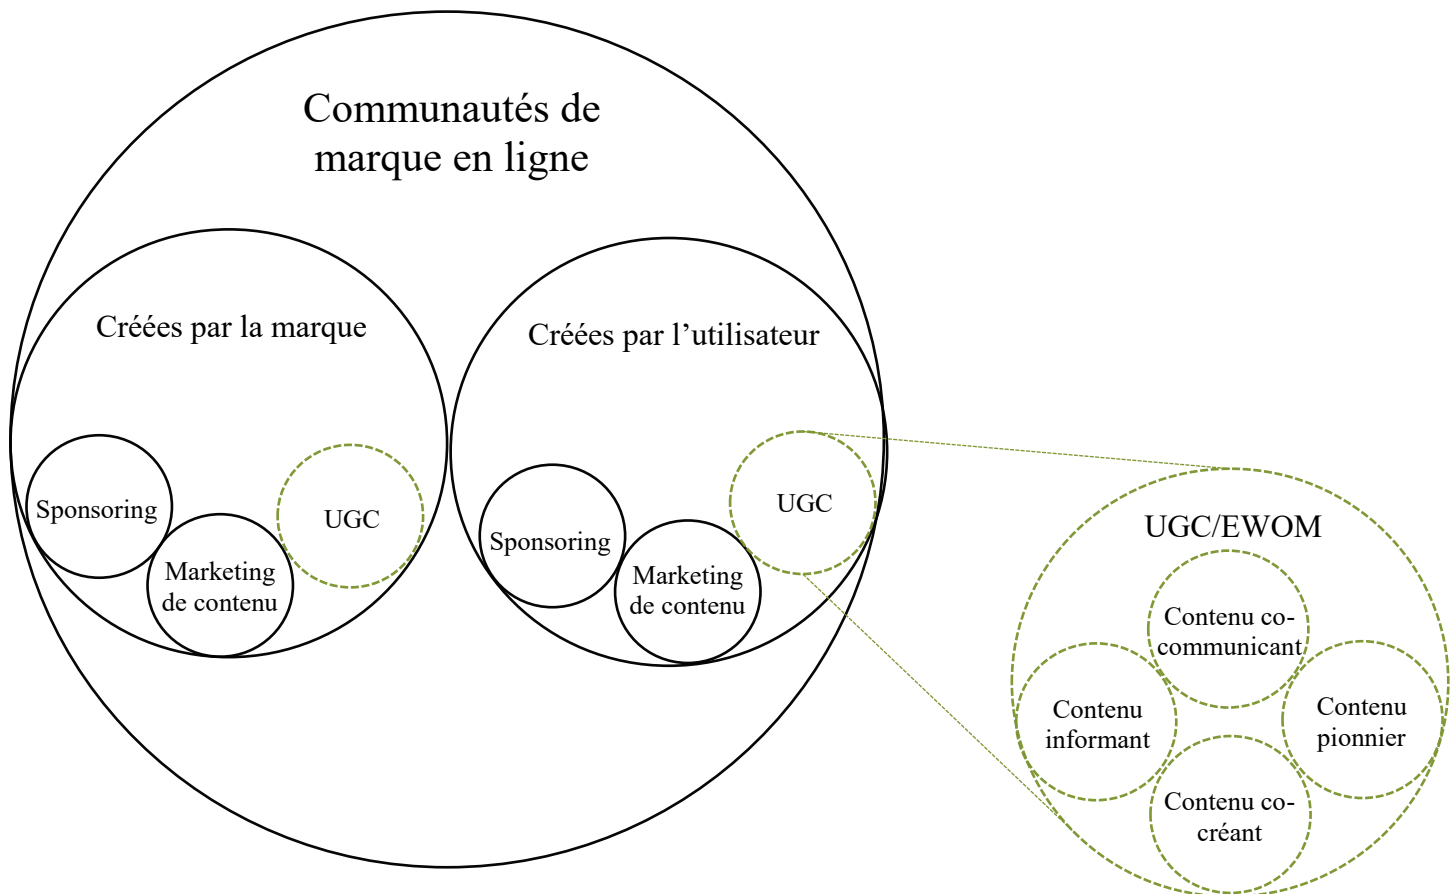 Communautés de
marque en ligne
Créées par la marque
Sponsoring
Marketing
de contenu
UGC
Créées par l’utilisateur
Sponsoring
Marketing
de contenu
UGC
UGC/EWOM
Contenu co-
communicant
Contenu
informant
Contenu
pionnier
Contenu co-
créant